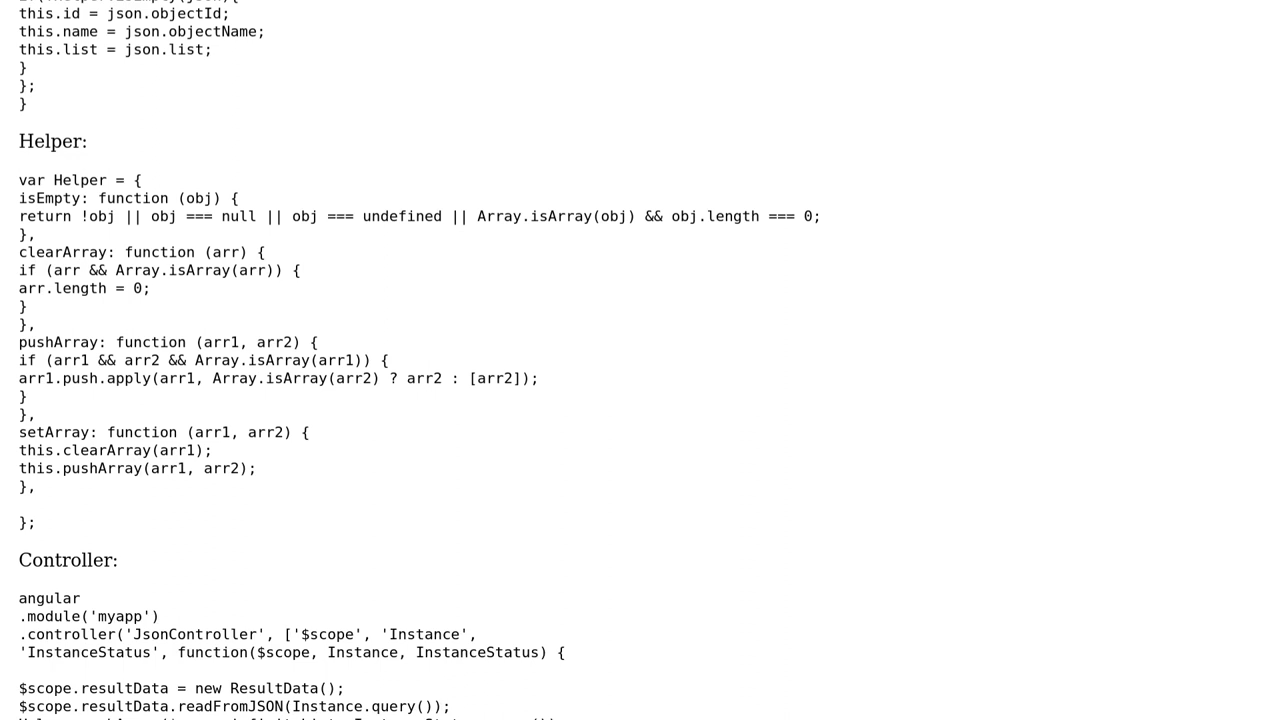 this.id = json.objectId;
this.name = json.objectName;
this.list = json.list;
}
};
}
Helper:
var Helper = {
isEmpty: function (obj) {
return !obj || obj === null || obj === undefined || Array.isArray(obj) && obj.length === 0;
},
clearArray: function (arr) {
if (arr && Array.isArray(arr)) {
arr.length = 0;
}
},
pushArray: function (arr1, arr2) {
if (arr1 && arr2 && Array.isArray(arr1)) {
arr1.push.apply(arr1, Array.isArray(arr2) ? arr2 : [arr2]);
}
},
setArray: function (arr1, arr2) {
this.clearArray(arr1);
this.pushArray(arr1, arr2);
},
};
Controller:
angular
.module('myapp')
.controller('JsonController', ['$scope', 'Instance',
'InstanceStatus', function($scope, Instance, InstanceStatus) {
$scope.resultData = new ResultData();
$scope.resultData.readFromJSON(Instance.query());